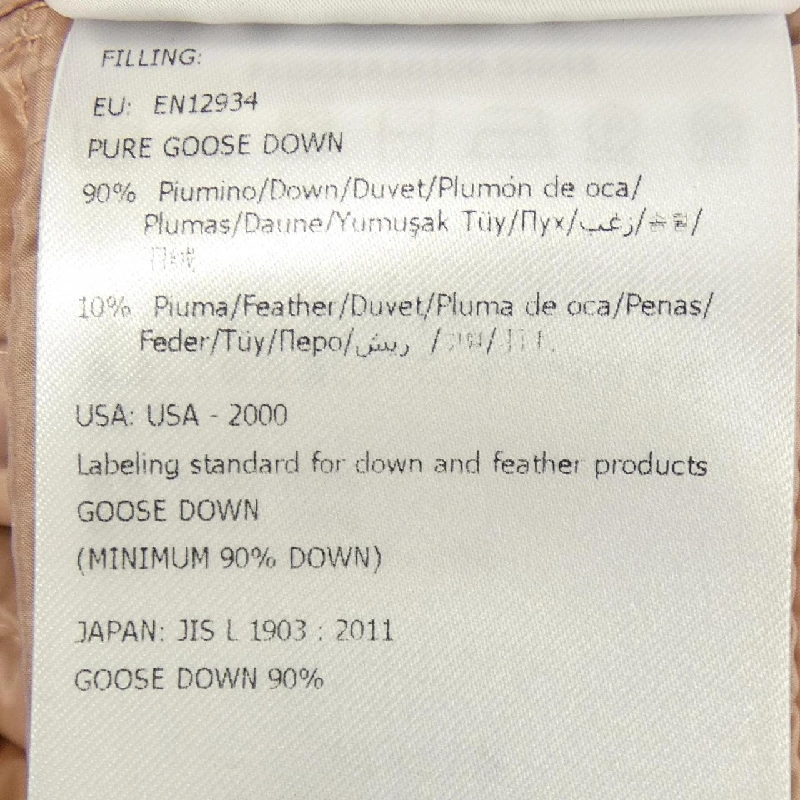 FILLING:
EU: EN12934
PURE GOOSE DOWN
90% Piumino/Down/Duvet/Plumón de oca/
Plumas/Daune/Yumuşak Tüy/Пух/زغب/
10% Piuma/Feather/Duvet/Pluma de oca/Penas/
Feder/Tüy/Перо/ريش /
USA: USA - 2000
Labeling standard for down and feather products
GOOSE DOWN
(MINIMUM 90% DOWN)
JAPAN: JIS L 1903 : 2011
GOOSE DOWN 90%